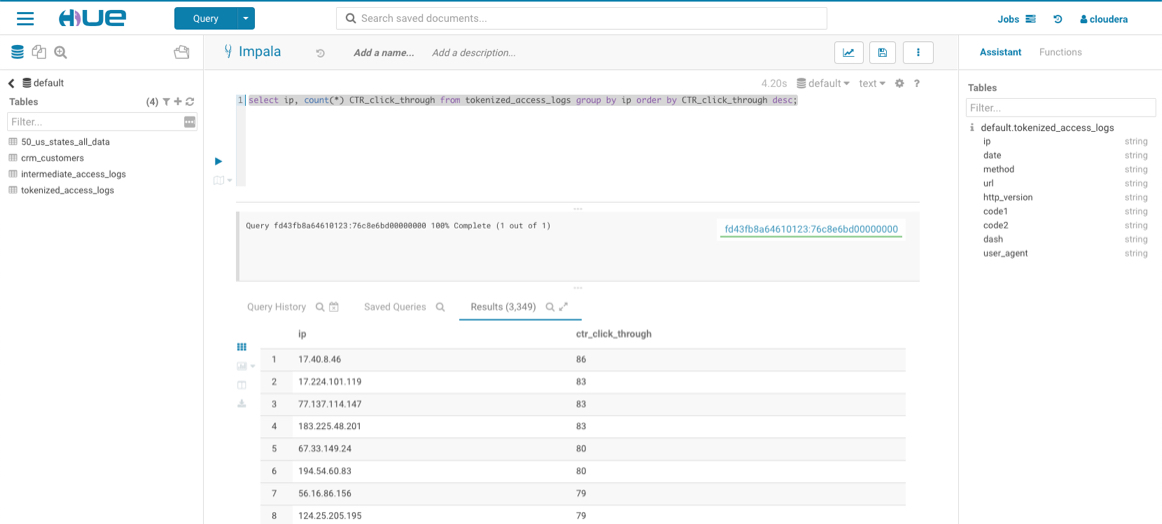 HUE
Query
Search saved documents...
Jobs
cloudera
default
Tables
(4)
Filter...
50_us_states_all_data
crm_customers
intermediate_access_logs
tokenized_access_logs
Impala
Add a name...
Add a description...
4.20s
default
text
?
1
select ip, count(*) CTR_click_through from tokenized_access_logs group by ip order by CTR_click_through desc;
Query fd43fb8a64610123:76c8e6bd00000000 100% Complete (1 out of 1)
fd43fb8a64610123:76c8e6bd00000000
Query History
Saved Queries
Results (3,349)
ip ctr_click_through
1 17.40.8.46 86
2 17.224.101.119 83
3 77.137.114.147 83
4 183.225.48.201 83
5 67.33.149.24 80
6 194.54.60.83 80
7 56.16.86.156 79
8 124.25.205.195 79
Assistant
Functions
Tables
Filter...
default.tokenized_access_logs
ip string
date string
method string
url string
http_version string
code1 string
code2 string
dash string
user_agent string